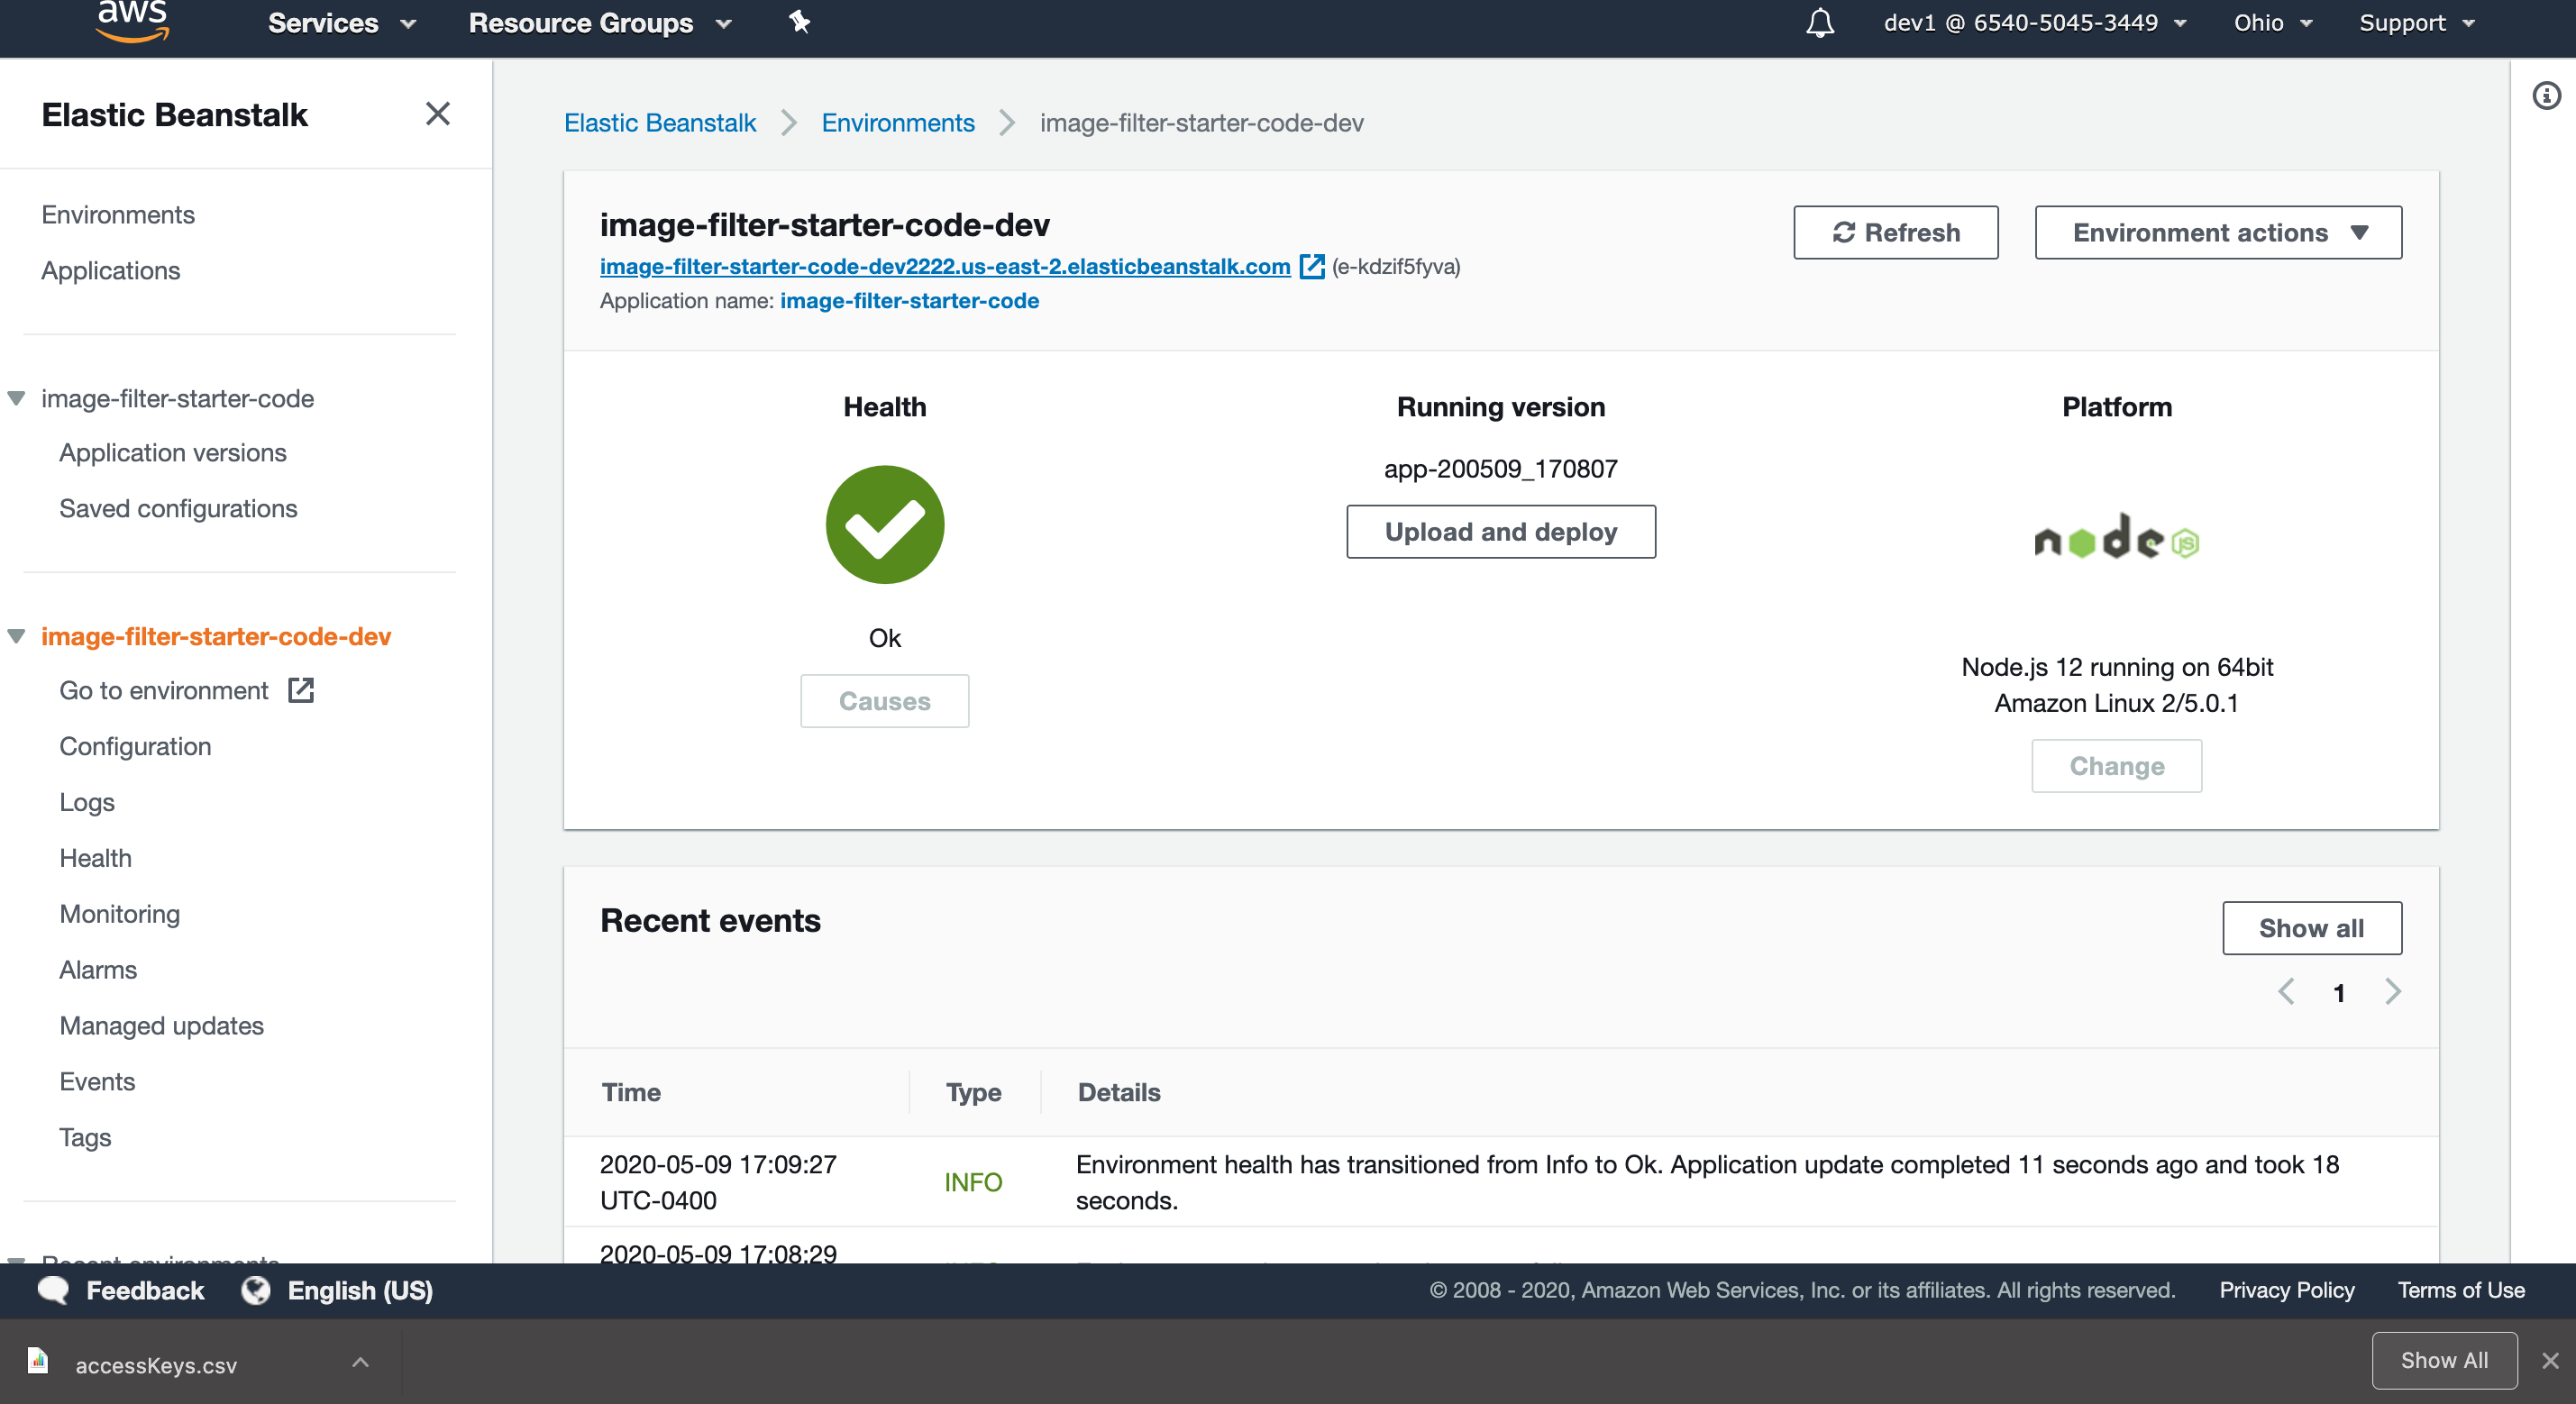 aws
Services
Resource Groups
dev1 @ 6540-5045-3449
Ohio
Support
Elastic Beanstalk
Environments
Applications
image-filter-starter-code
Application versions
Saved configurations
image-filter-starter-code-dev
Go to environment
Configuration
Logs
Health
Monitoring
Alarms
Managed updates
Events
Tags
Recent environments
Elastic Beanstalk
Environments
image-filter-starter-code-dev
image-filter-starter-code-dev
image-filter-starter-code-dev2222.us-east-2.elasticbeanstalk.com (e-kdzif5fyva)
Application name: image-filter-starter-code
Refresh
Environment actions
Health
Ok
Causes
Running version
app-200509_170807
Upload and deploy
Platform
node JS
Node.js 12 running on 64bit
Amazon Linux 2/5.0.1
Change
Recent events
Show all
1
Time
Type
Details
2020-05-09 17:09:27
UTC-0400
INFO
Environment health has transitioned from Info to Ok. Application update completed 11 seconds ago and took 18
seconds.
2020-05-09 17:08:29
Feedback
English (US)
© 2008 - 2020, Amazon Web Services, Inc. or its affiliates. All rights reserved.
Privacy Policy
Terms of Use
accessKeys.csv
Show All